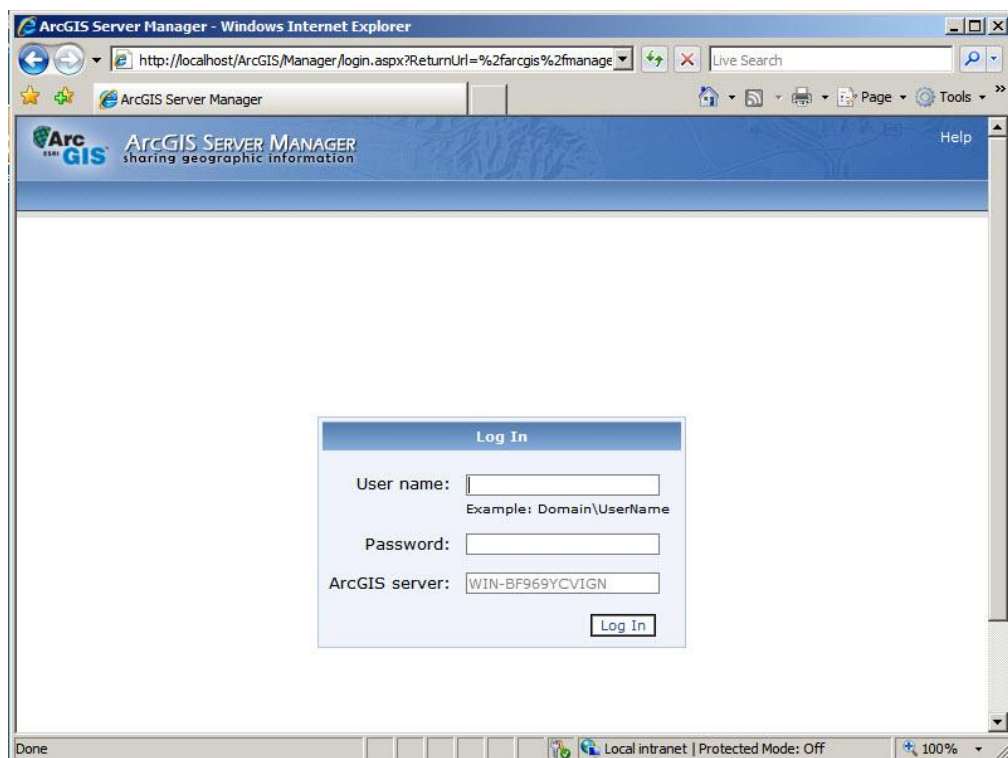 ArcGIS Server Manager - Windows Internet Explorer
http://localhost/ArcGIS/Manager/login.aspx?ReturnUrl=%2farcgis%2fmanage
Live Search
ArcGIS Server Manager
Page
Tools
»
Arc
ESRI GIS
ARCGIS SERVER MANAGER
sharing geographic information
Help
Log In
User name:
Example: Domain\UserName
Password:
ArcGIS server: WIN-BF969YCVIGN
Log In
Done
Local intranet | Protected Mode: Off
100%